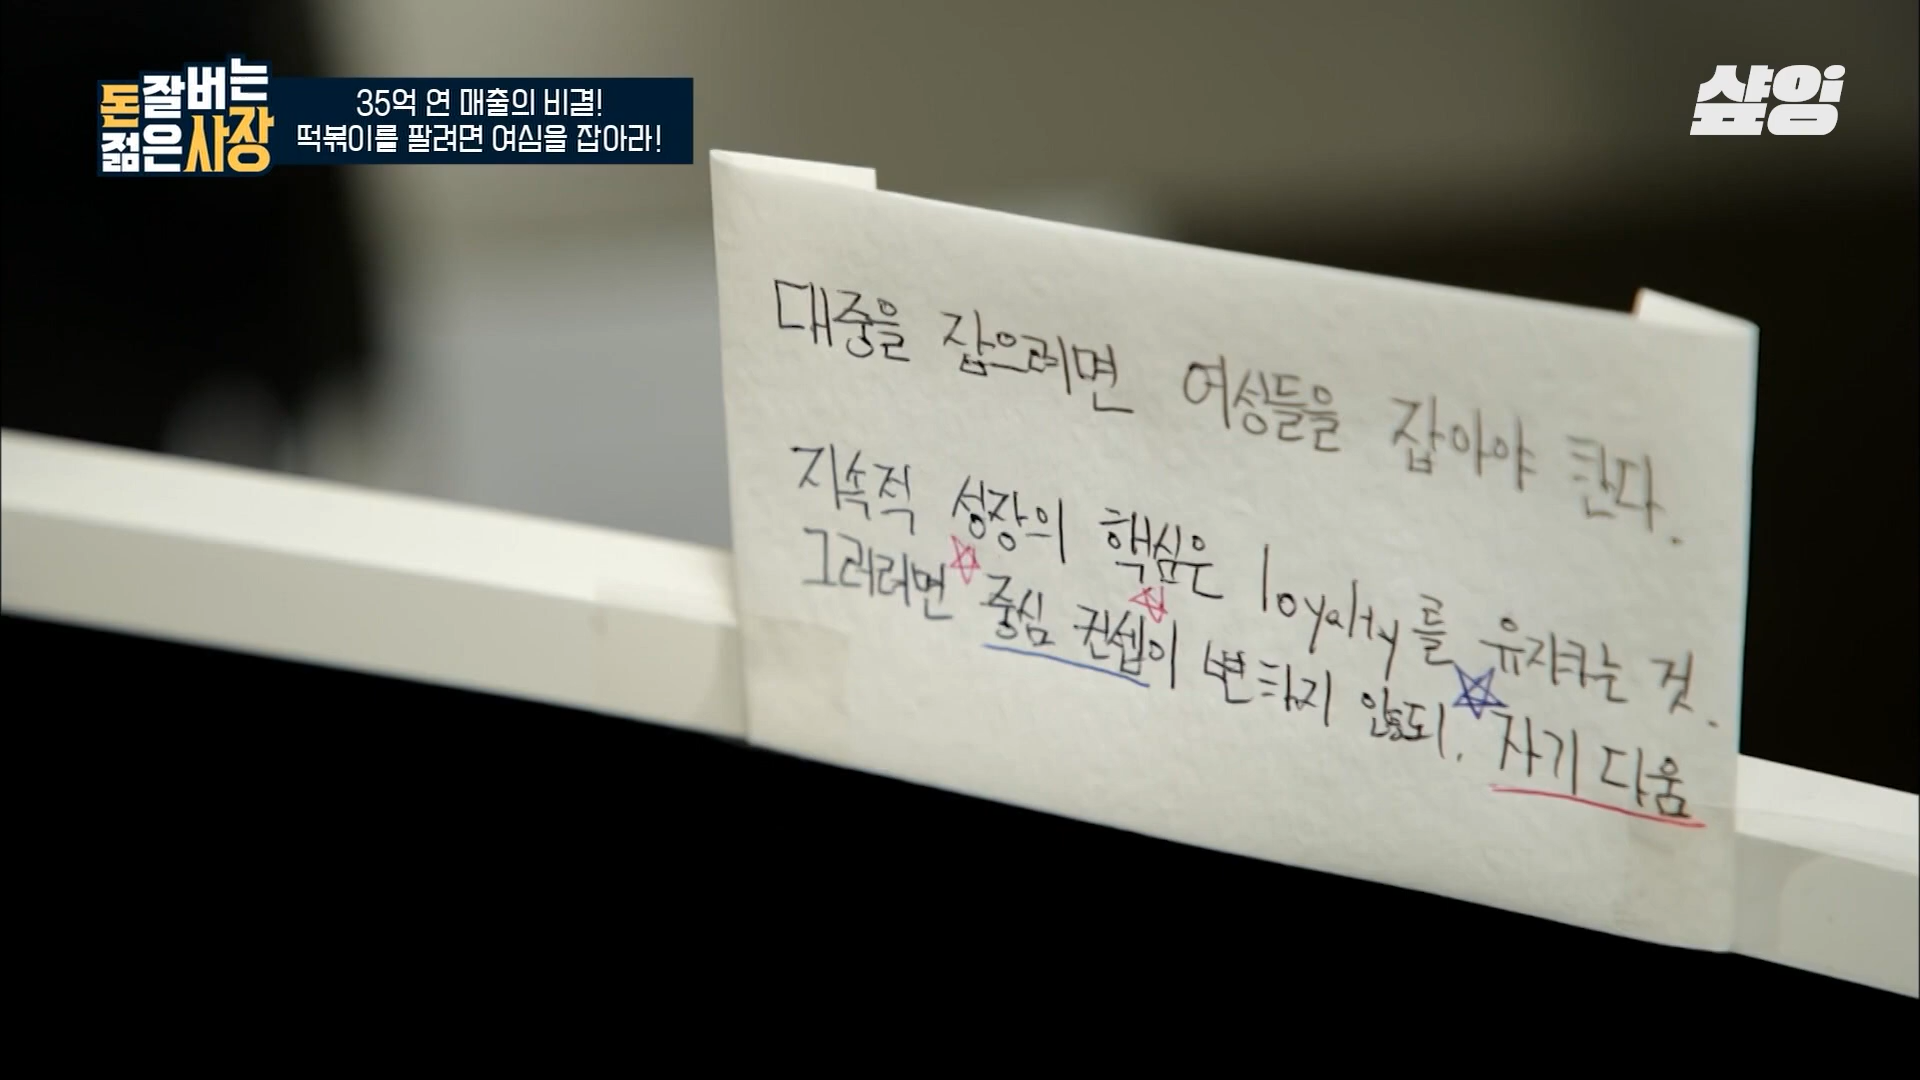 돈 잘 버는
젊은 사장
35억 연 매출의 비결!
떡볶이를 팔려면 여심을 잡아라!
샾잉
대중을 잡으려면 여성들을 잡아야 한다.
지속적 성장의 핵심은 loyalty를 유지하는 것.
그러려면 중심 컨셉이 변하지 않되. 자기 다움